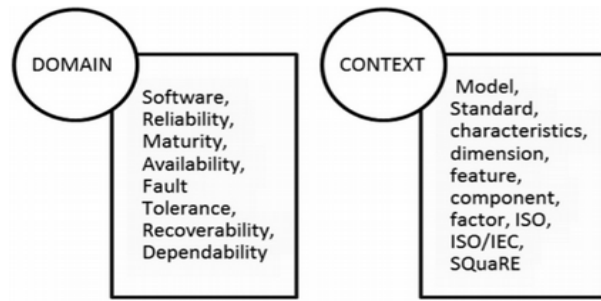 DOMAIN
Software,
Reliability,
Maturity,
Availability,
Fault
Tolerance,
Recoverability,
Dependability
CONTEXT
Model,
Standard,
characteristics,
dimension,
feature,
component,
factor, ISO,
ISO/IEC,
SQuaRE